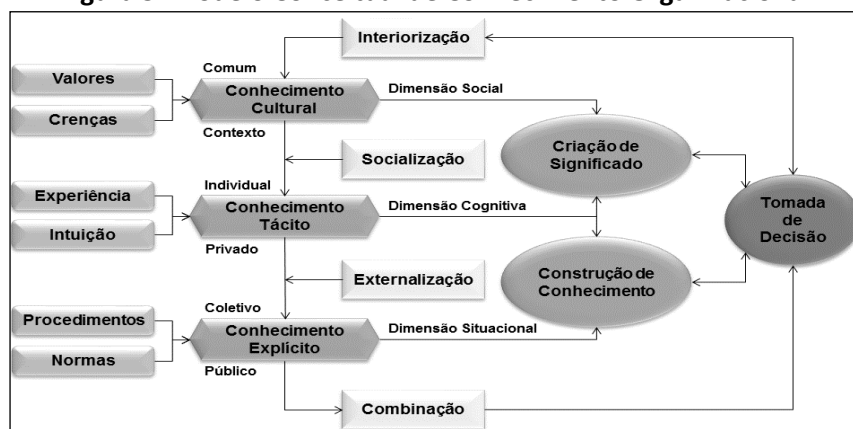 Interiorização
Valores
Crenças
Comum
Conhecimento
Cultural
Contexto
Dimensão Social
Criação de
Significado
Socialização
Experiência
Intuição
Individual
Conhecimento
Tácito
Privado
Dimensão Cognitiva
Tomada
de
Decisão
Externalização
Construção de
Conhecimento
Procedimentos
Normas
Coletivo
Conhecimento
Explícito
Público
Dimensão Situacional
Combinação